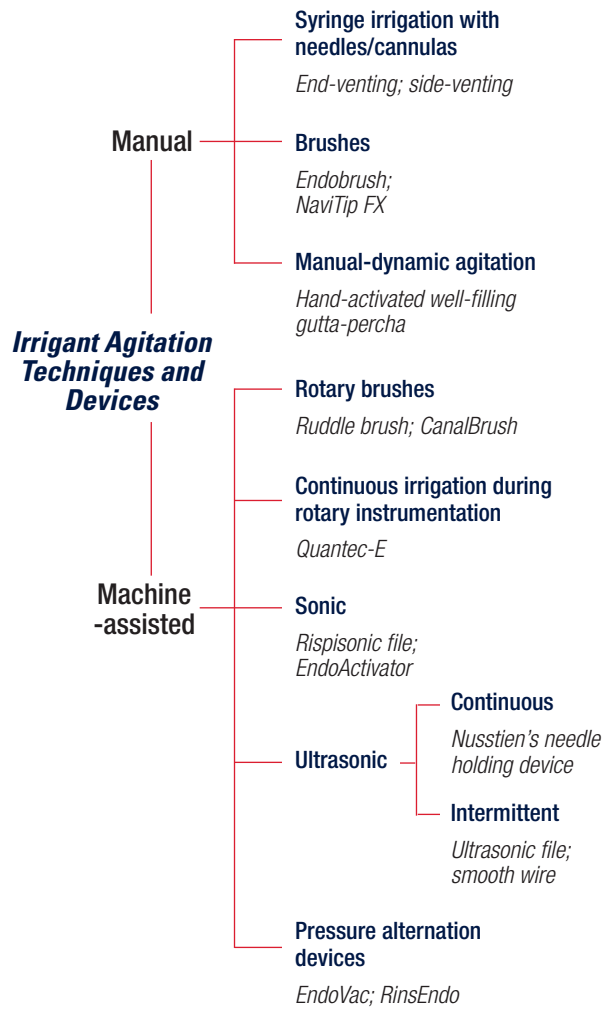 Syringe irrigation with
needles/cannulas
End-venting; side-venting
Manual
Brushes
Endobrush;
NaviTip FX
Manual-dynamic agitation
Hand-activated well-filling
gutta-percha
Irrigant Agitation
Techniques and
Devices
Rotary brushes
Ruddle brush; CanalBrush
Continuous irrigation during
rotary instrumentation
Quantec-E
Machine
-assisted
Sonic
Rispisonic file;
EndoActivator
Ultrasonic
Continuous
Nusstien's needle
holding device
Intermittent
Ultrasonic file;
smooth wire
Pressure alternation
devices
EndoVac; RinsEndo